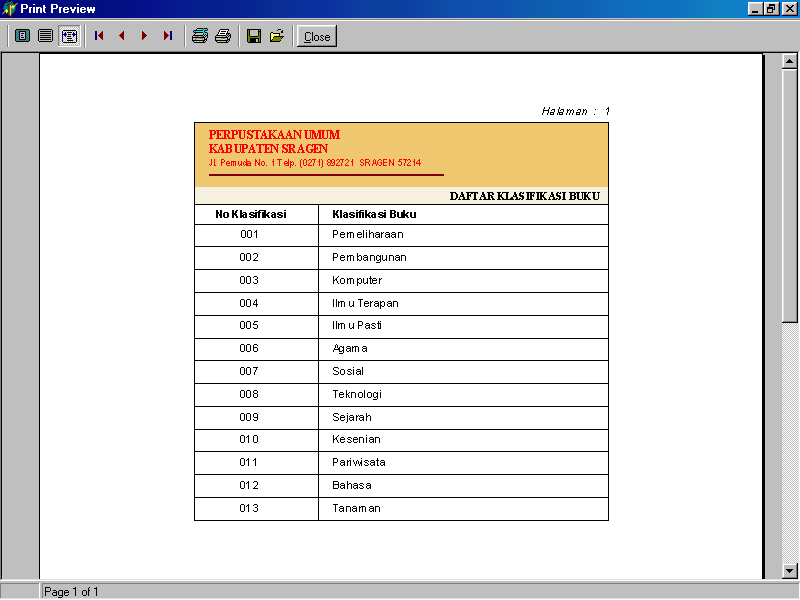 Print Preview
Close
Halaman : 1
PERPUSTAKAAN UMUM
KABUPATEN SRAGEN
Jl. Pemuda No. 1 Telp. (0271) 892721 SRAGEN 57214
DAFTAR KLASIFIKASI BUKU
No Klasifikasi Klasifikasi Buku
001 Pemeliharaan
002 Pembangunan
003 Komputer
004 Ilmu Terapan
005 Ilmu Pasti
006 Agama
007 Sosial
008 Teknologi
009 Sejarah
010 Kesenian
011 Pariwisata
012 Bahasa
013 Tanaman
Page 1 of 1